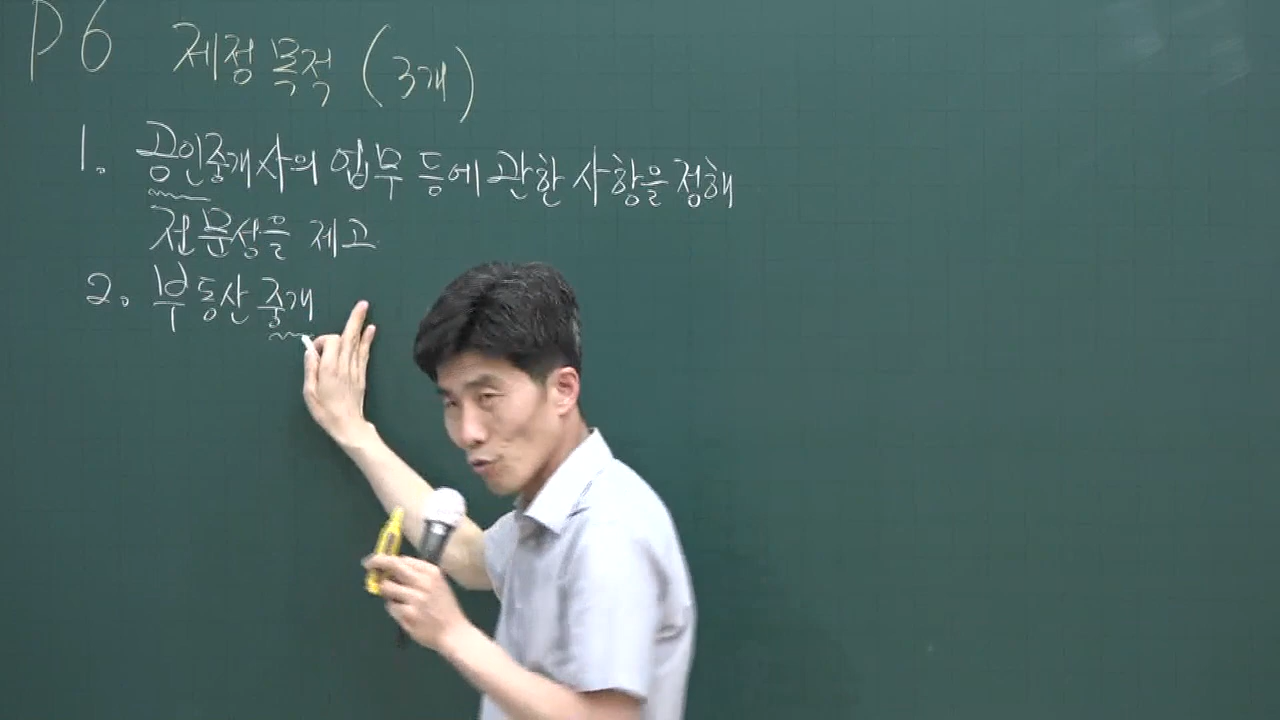 P6 제정 목적 (3개)
1. 공인중개사의 업무 등에 관한 사항을 정해
전문성을 제고
2. 부동산 중개